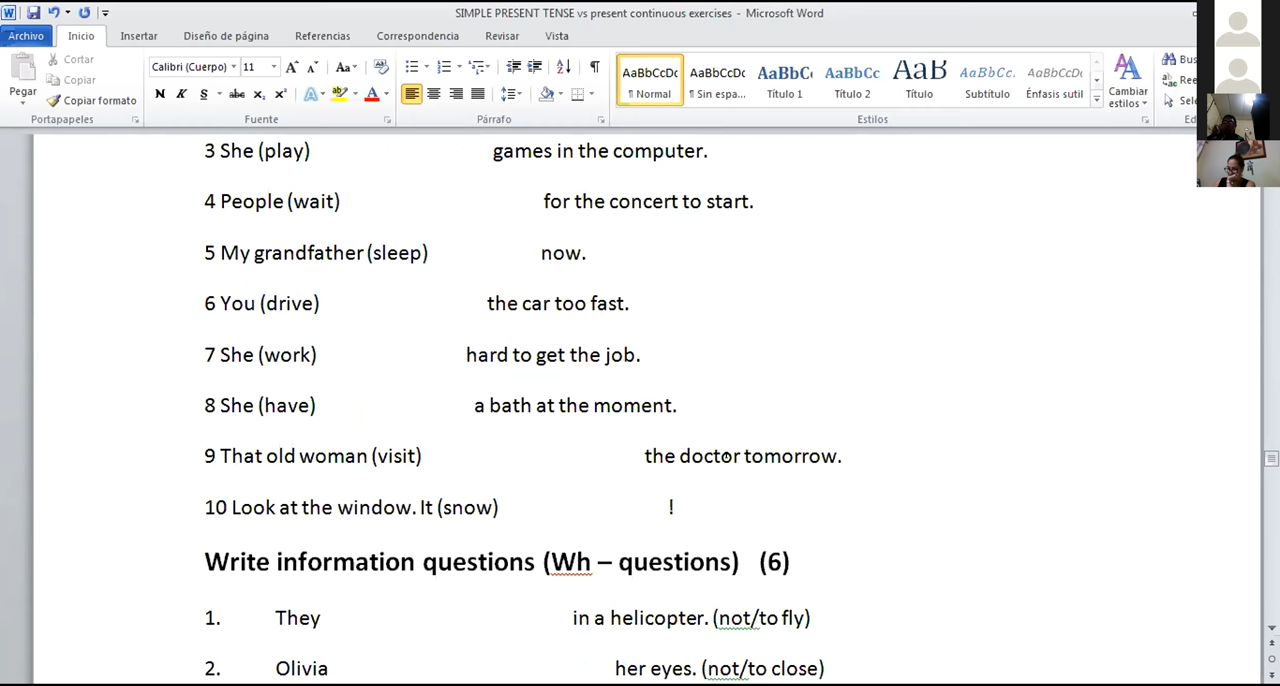 SIMPLE PRESENT TENSE vs present continuous exercises - Microsoft Word
Archivo Inicio Insertar Diseño de página Referencias Correspondencia Revisar Vista
Pegar
Cortar
Copiar
Copiar formato
Portapapeles
Calibri (Cuerpo) 11
N K S abc x₂ x²
Fuente
Párrafo
AaBbCcDc
¶ Normal
AaBbCcDc
¶ Sin espa...
AaBbC
Título 1
AaBbCc
Título 2
AaB
Título
AaBbCc.
Subtítulo
AaBbCcDc
Énfasis sutil
Cambiar estilos
Estilos
3 She (play) games in the computer.
4 People (wait) for the concert to start.
5 My grandfather (sleep) now.
6 You (drive) the car too fast.
7 She (work) hard to get the job.
8 She (have) a bath at the moment.
9 That old woman (visit) the doctor tomorrow.
10 Look at the window. It (snow) !
Write information questions (Wh – questions) (6)
1. They in a helicopter. (not/to fly)
2. Olivia her eyes. (not/to close)